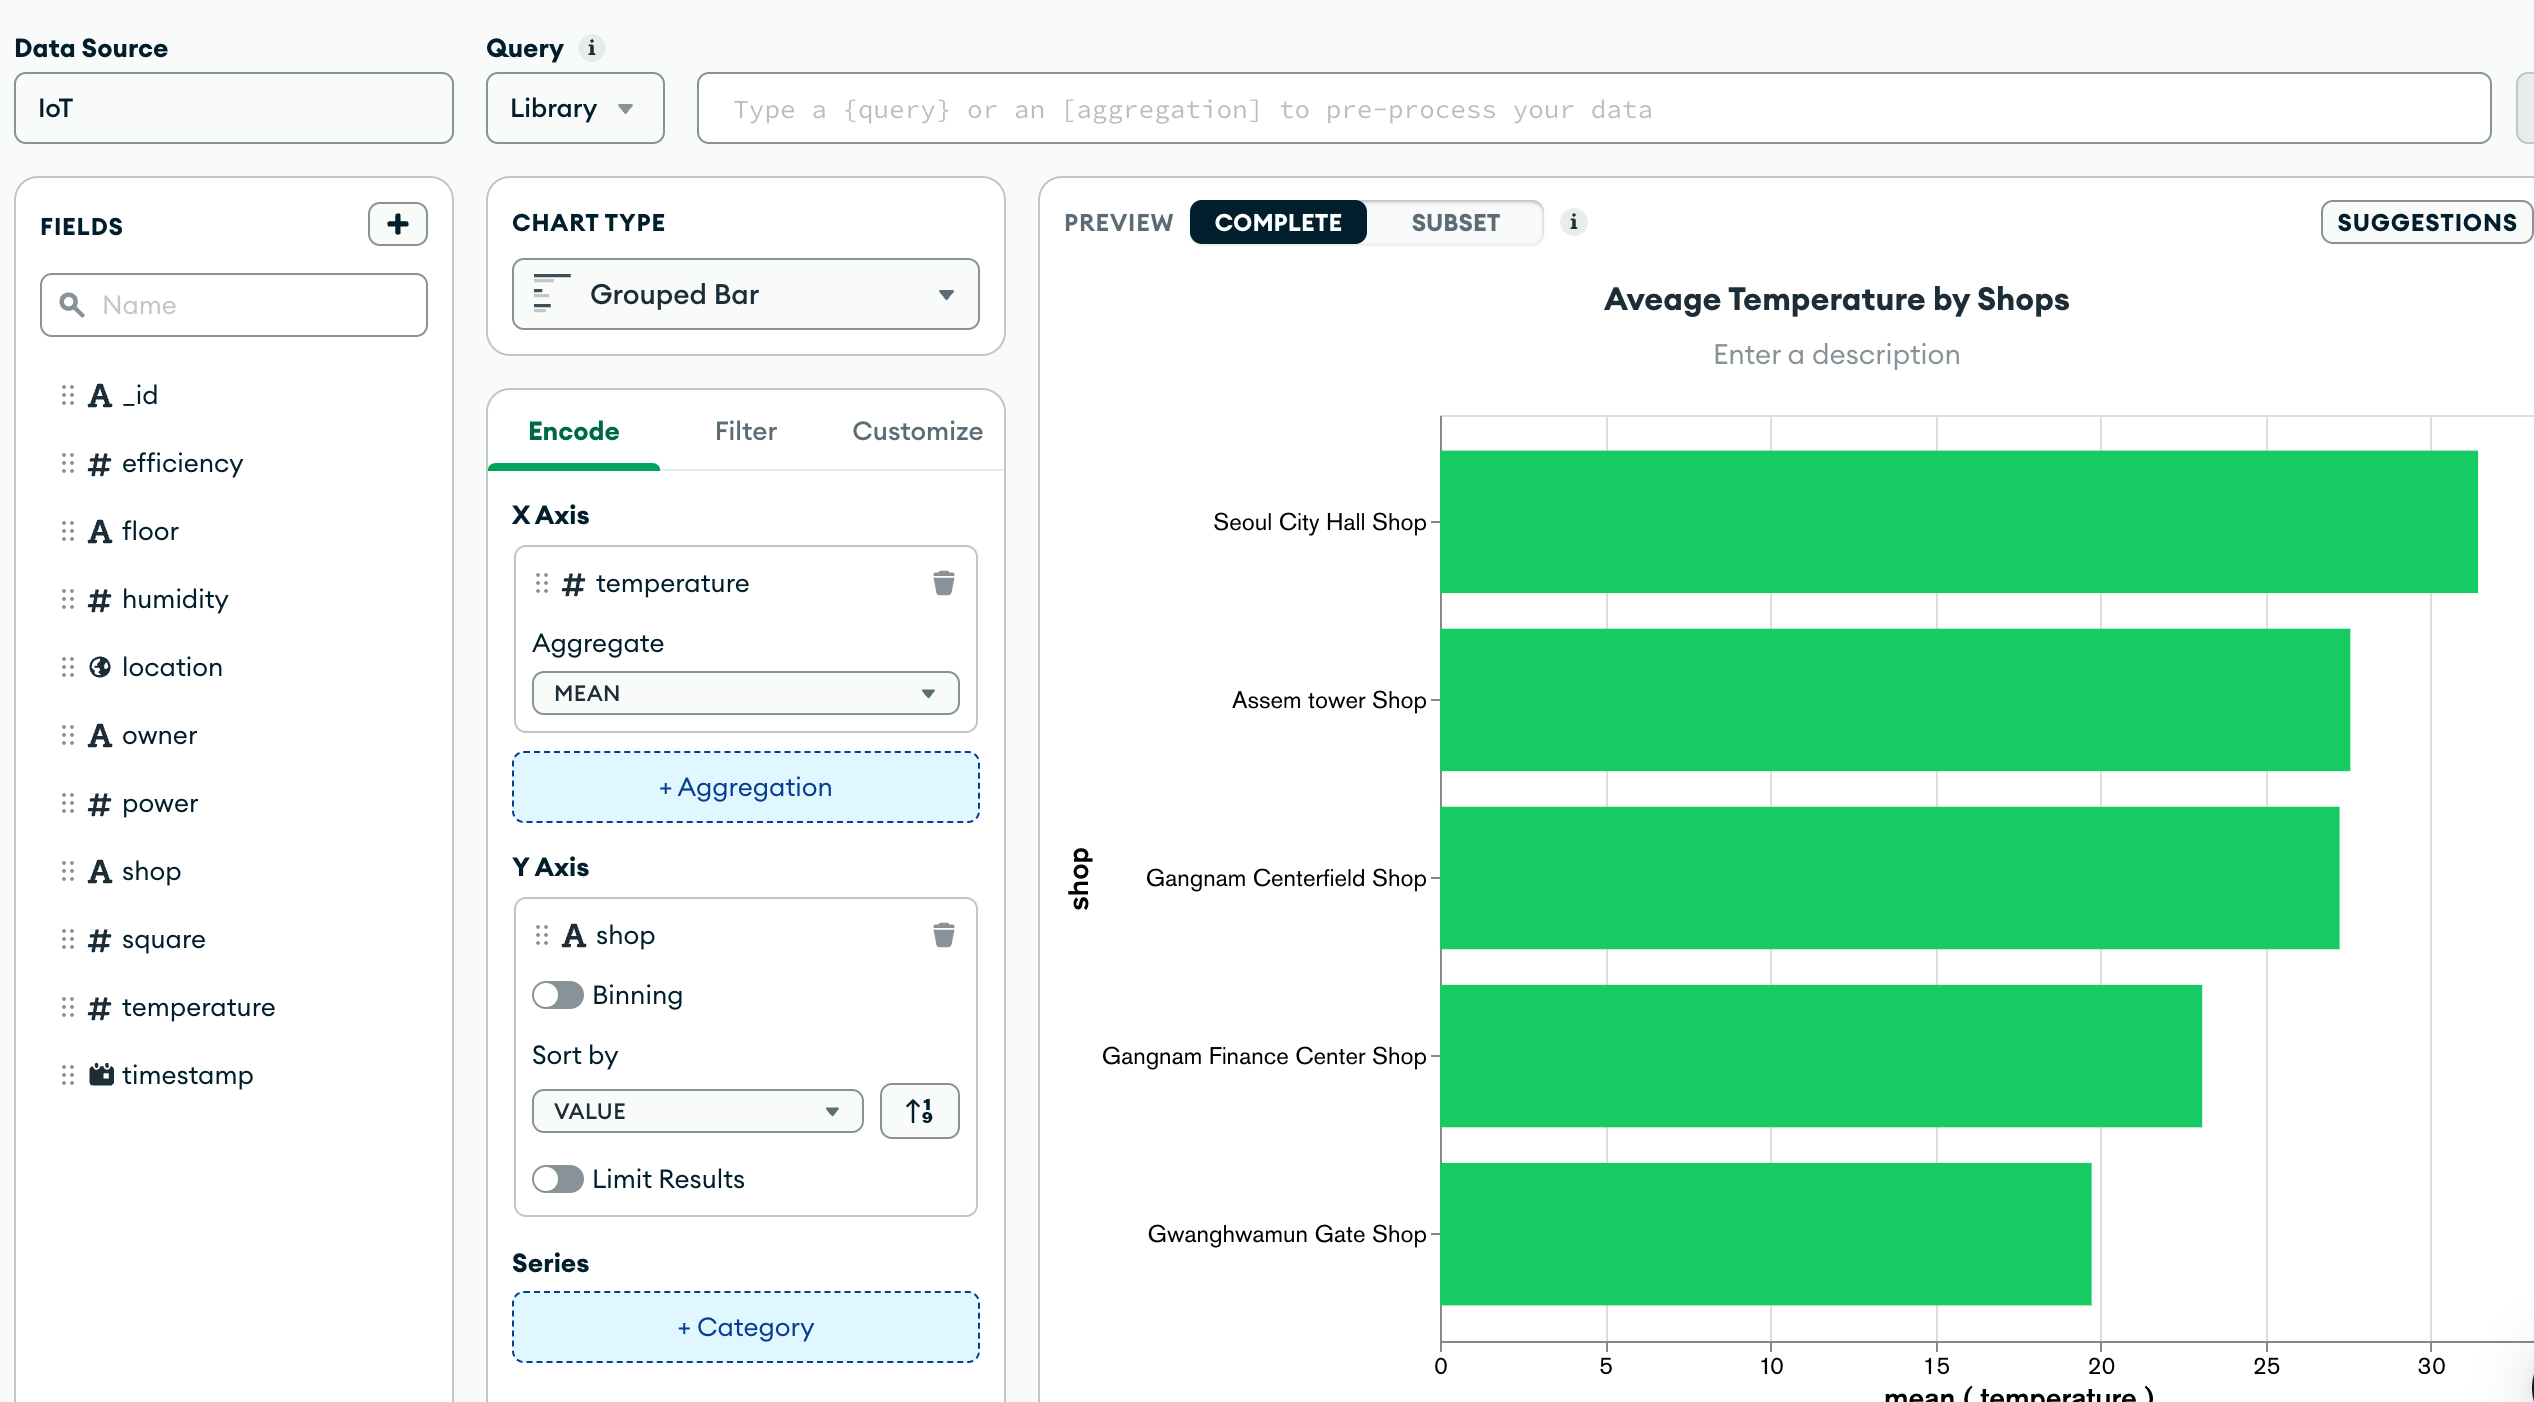 Data Source
IoT
Query i
Library
Type a {query} or an [aggregation] to pre-process your data
FIELDS
+
Name
A _id
# efficiency
A floor
# humidity
location
A owner
# power
A shop
# square
# temperature
timestamp
CHART TYPE
Grouped Bar
Encode
Filter
Customize
X Axis
# temperature
Aggregate
MEAN
+ Aggregation
Y Axis
A shop
Binning
Sort by
VALUE
↑19
Limit Results
Series
+ Category
PREVIEW
COMPLETE
SUBSET
i
SUGGESTIONS
Aveage Temperature by Shops
Enter a description
shop
Seoul City Hall Shop
Assem tower Shop
Gangnam Centerfield Shop
Gangnam Finance Center Shop
Gwanghwamun Gate Shop
0 5 10 15 20 25 30
mean ( temperature )